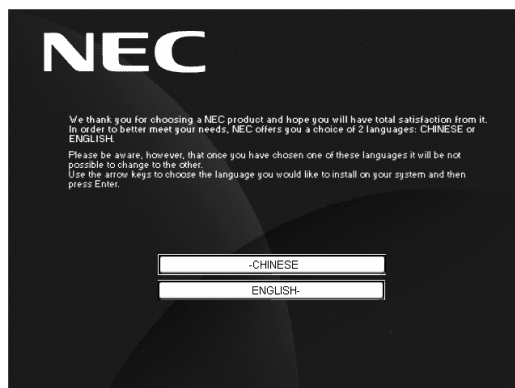 NEC
We thank you for choosing a NEC product and hope you will have total satisfaction from it.
In order to better meet your needs, NEC offers you a choice of 2 languages: CHINESE or
ENGLISH.
Please be aware, however, that once you have chosen one of these languages it will be not
possible to change to the other.
Use the arrow keys to choose the language you would like to install on your system and then
press Enter.
-CHINESE
ENGLISH-